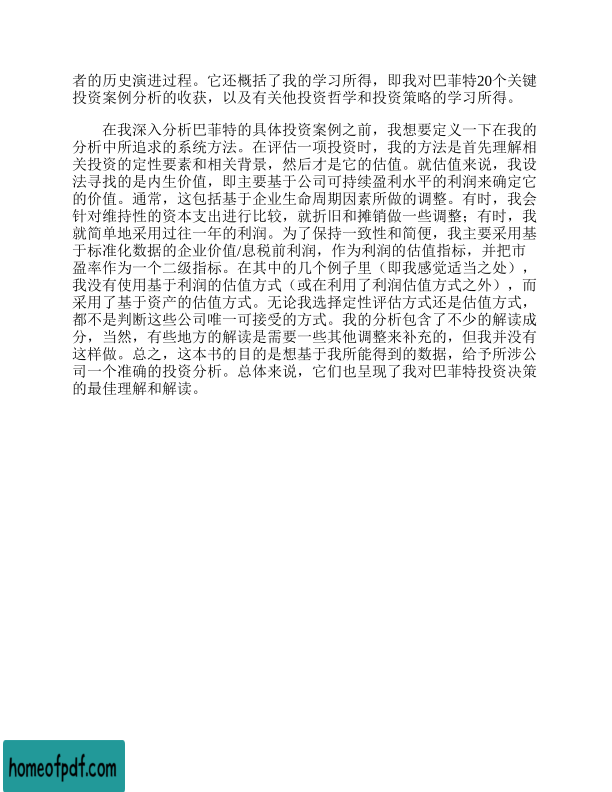 者的历史演进过程。它还概括了我的学习所得，即我对巴菲特20个关键
投资案例分析的收获，以及有关他投资哲学和投资策略的学习所得。
在我深入分析巴菲特的具体投资案例之前，我想要定义一下在我的
分析中所追求的系统方法。在评估一项投资时，我的方法是首先理解相
关投资的定性要素和相关背景，然后才是它的估值。就估值来说，我设
法寻找的是内生价值，即主要基于公司可持续盈利水平的利润来确定它
的价值。通常，这包括基于企业生命周期因素所做的调整。有时，我会
针对维持性的资本支出进行比较，就折旧和摊销做一些调整；有时，我
就简单地采用过往一年的利润。为了保持一致性和简便，我主要采用基
于标准化数据的企业价值/息税前利润，作为利润的估值指标，并把市
盈率作为一个二级指标。在其中的几个例子里（即我感觉适当之处），
我没有使用基于利润的估值方式（或在利用了利润估值方式之外），而
采用了基于资产的估值方式。无论我选择定性评估方式还是估值方式，
都不是判断这些公司唯一可接受的方式。我的分析包含了不少的解读成
分，当然，有些地方的解读是需要一些其他调整来补充的，但我并没有
这样做。总之，这本书的目的是想基于我所能得到的数据，给予所涉公
司一个准确的投资分析。总体来说，它们也呈现了我对巴菲特投资决策
的最佳理解和解读。
homeofpdf.com